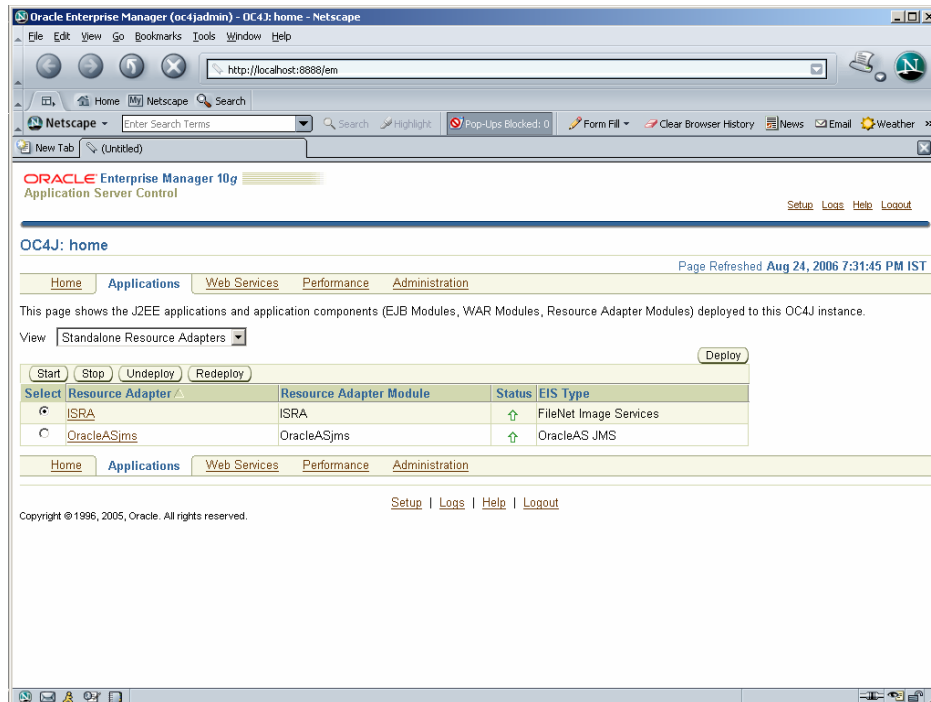 Oracle Enterprise Manager (oc4jadmin) - OC4J: home - Netscape
File Edit View Go Bookmarks Tools Window Help
http://localhost:8888/em
Home My Netscape Search
Netscape Enter Search Terms Search Highlight Pop-Ups Blocked: 0 Form Fill Clear Browser History News Email Weather »
New Tab (Untitled)
ORACLE Enterprise Manager 10g
Application Server Control
Setup Logs Help Logout
OC4J: home
Page Refreshed Aug 24, 2006 7:31:45 PM IST
Home Applications Web Services Performance Administration
This page shows the J2EE applications and application components (EJB Modules, WAR Modules, Resource Adapter Modules) deployed to this OC4J instance.
View Standalone Resource Adapters
Deploy
Start Stop Undeploy Redeploy
Select Resource Adapter Resource Adapter Module Status EIS Type
ISRA ISRA FileNet Image Services
OracleASjms OracleASjms OracleAS JMS
Home Applications Web Services Performance Administration
Setup | Logs | Help | Logout
Copyright © 1996, 2005, Oracle. All rights reserved.